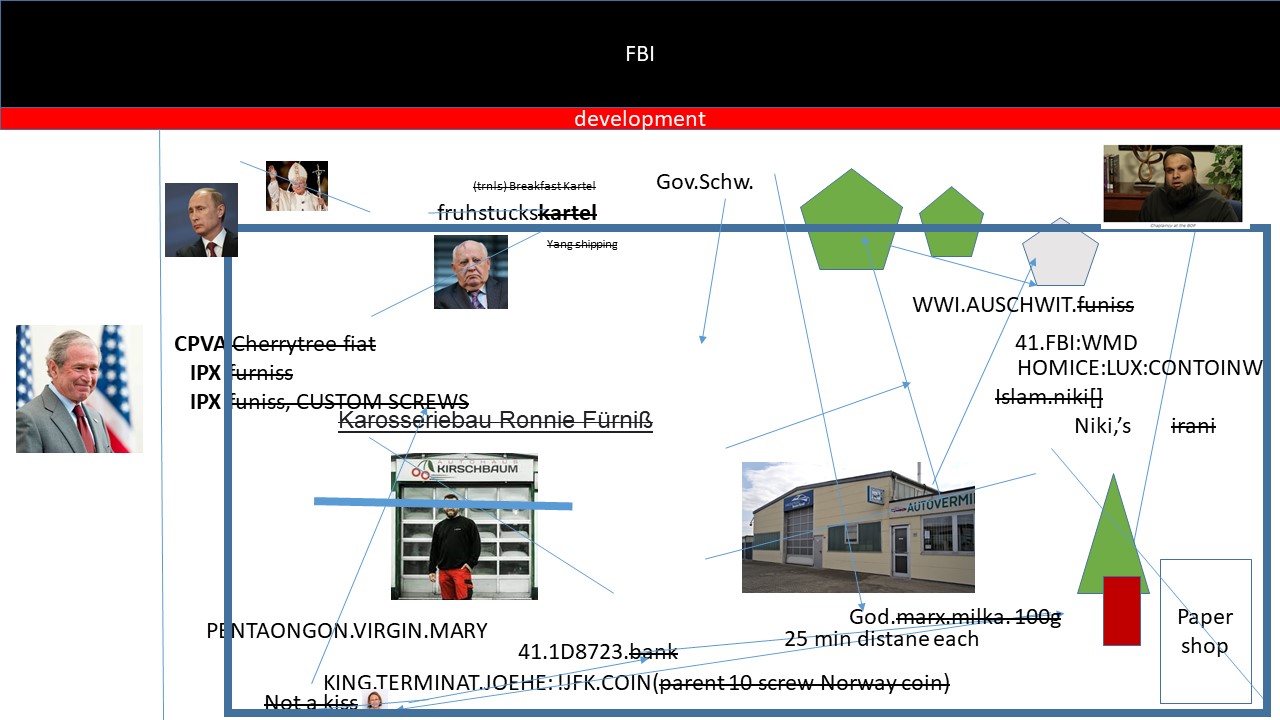 FBI
development
(trnls) Breakfast Kartel
Gov.Schw.
fruhstuckskartel
Yang shipping
Chaplaincy at the BOP
WWI.AUSCHWIT.funiss
CPVA Cherrytree fiat
41.FBI:WMD
IPX furniss
HOMICE:LUX:CONTOINW
IPX funiss, CUSTOM SCREWS
Islam.niki[]
Karosseriebau Ronnie Fürniß
Niki,’s irani
AUTOHAUS
KIRSCHBAUM
AUTOVERMI
God.marx.milka. 100g
Paper
shop
PENTAONGON.VIRGIN.MARY
25 min distane each
41.1D8723.bank
KING.TERMINAT.JOEHE: !JFK.COIN(parent 10 screw Norway coin)
Not a kiss